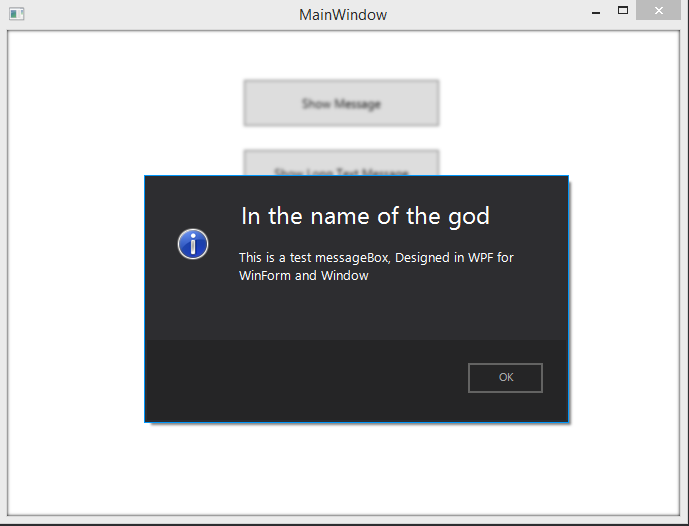 MainWindow
Show Message
Show Long Text Message
In the name of the god
This is a test messageBox, Designed in WPF for
WinForm and Window
OK